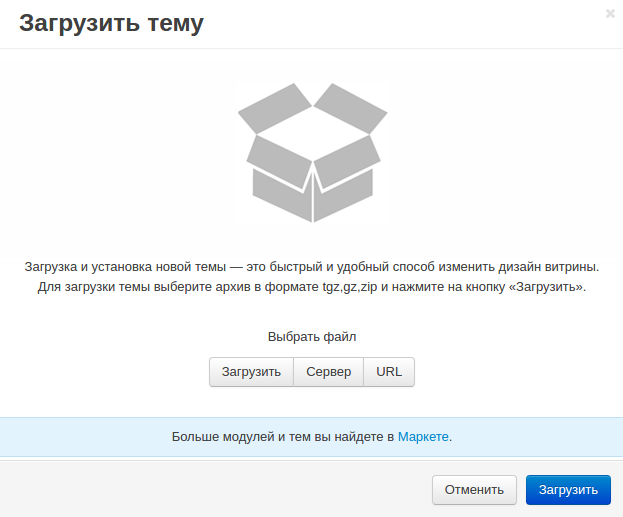 Загрузить тему
Загрузка и установка новой темы — это быстрый и удобный способ изменить дизайн витрины.
Для загрузки темы выберите архив в формате tgz,gz,zip и нажмите на кнопку «Загрузить».
Выбрать файл
Загрузить Сервер URL
Больше модулей и тем вы найдете в Маркете.
Отменить Загрузить